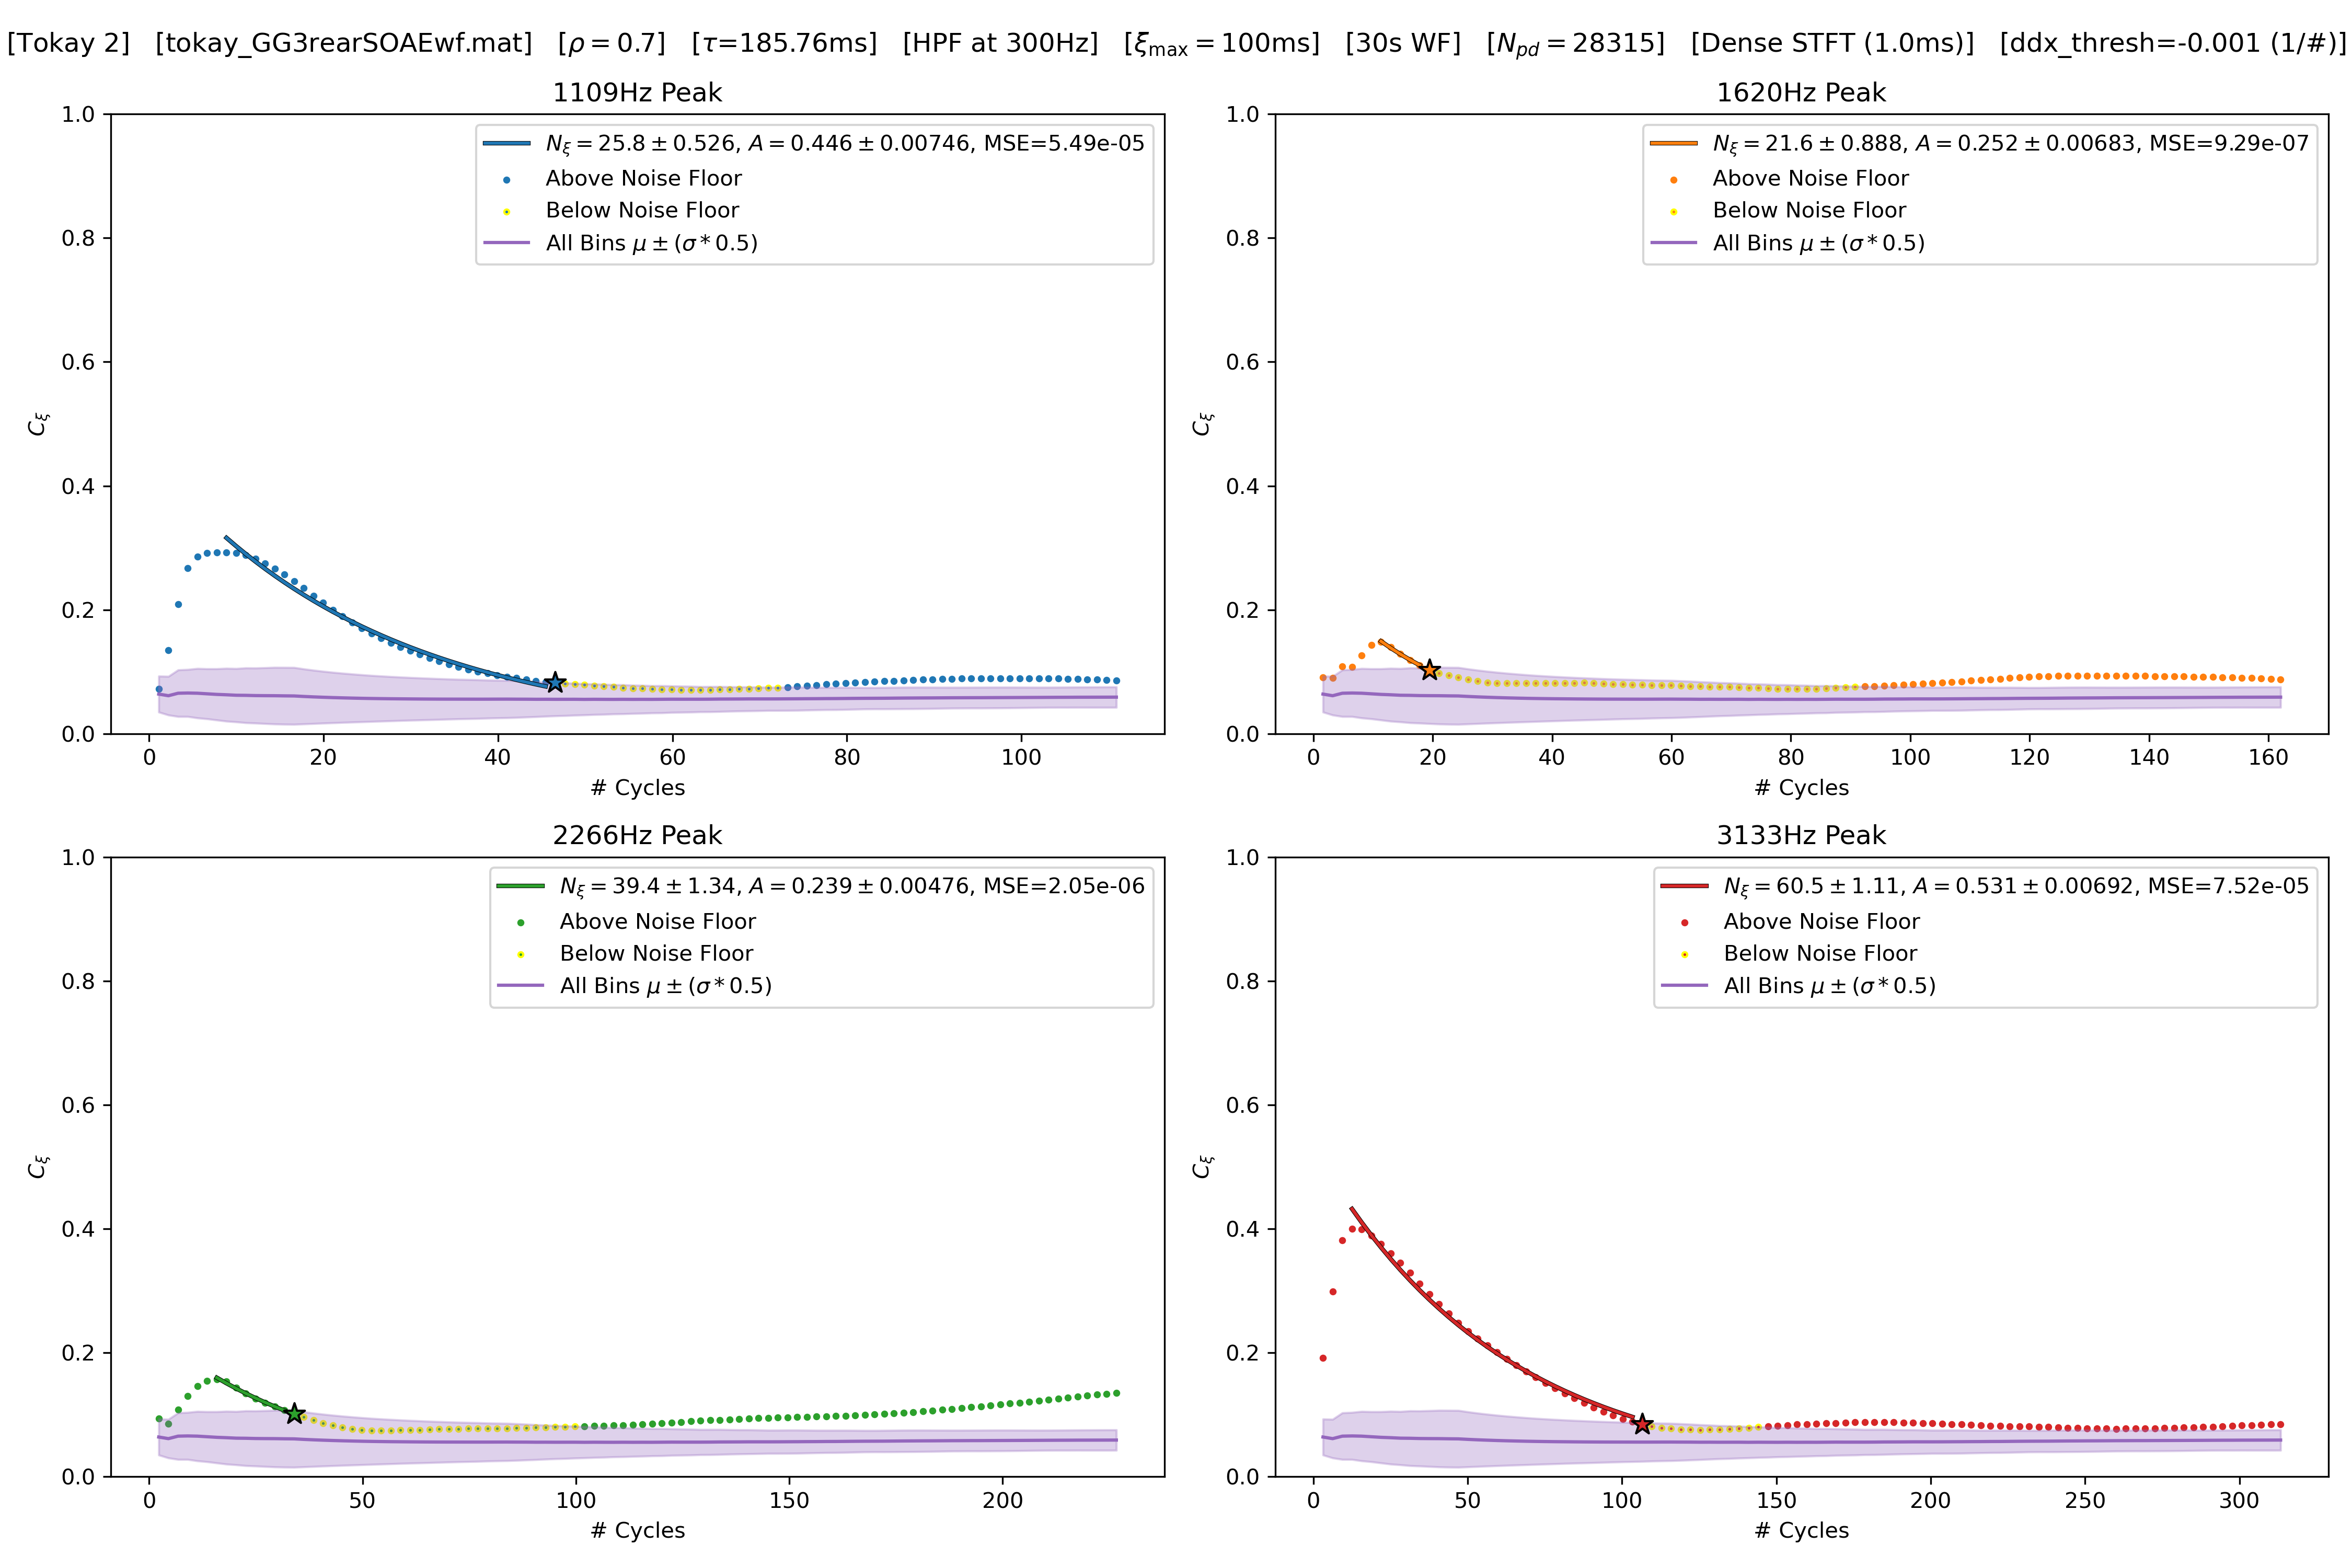 [Tokay 2] [tokay_GG3rearSOAEwf.mat] [ρ = 0.7] [τ=185.76ms] [HPF at 300Hz] [ξmax = 100ms] [30s WF] [Npd = 28315] [Dense STFT (1.0ms)] [ddx_thresh=-0.001 (1/#)]
1109Hz Peak
Nξ = 25.8 ± 0.526, A = 0.446 ± 0.00746, MSE=5.49e-05
Above Noise Floor
Below Noise Floor
All Bins μ ± (σ * 0.5)
1.0
0.8
0.6
0.4
0.2
0.0
Cξ
0 20 40 60 80 100
# Cycles
1620Hz Peak
Nξ = 21.6 ± 0.888, A = 0.252 ± 0.00683, MSE=9.29e-07
Above Noise Floor
Below Noise Floor
All Bins μ ± (σ * 0.5)
1.0
0.8
0.6
0.4
0.2
0.0
Cξ
0 20 40 60 80 100 120 140 160
# Cycles
2266Hz Peak
Nξ = 39.4 ± 1.34, A = 0.239 ± 0.00476, MSE=2.05e-06
Above Noise Floor
Below Noise Floor
All Bins μ ± (σ * 0.5)
1.0
0.8
0.6
0.4
0.2
0.0
Cξ
0 50 100 150 200
# Cycles
3133Hz Peak
Nξ = 60.5 ± 1.11, A = 0.531 ± 0.00692, MSE=7.52e-05
Above Noise Floor
Below Noise Floor
All Bins μ ± (σ * 0.5)
1.0
0.8
0.6
0.4
0.2
0.0
Cξ
0 50 100 150 200 250 300
# Cycles